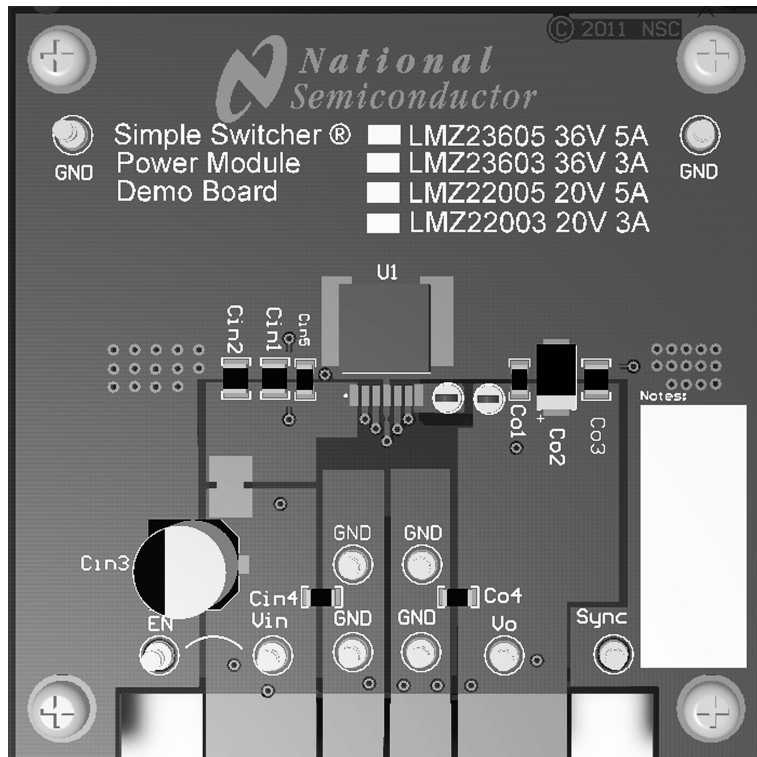 © 2011 NSC
National
Semiconductor
Simple Switcher ®
Power Module
Demo Board
LMZ23605 36V 5A
LMZ23603 36V 3A
LMZ22005 20V 5A
LMZ22003 20V 3A
GND
GND
U1
Cin2
Cin1
Cin5
Co1
+
Co2
Co3
Notes:
Cin3
GND
GND
Cin4
Co4
EN
Vin
GND
GND
Vo
Sync